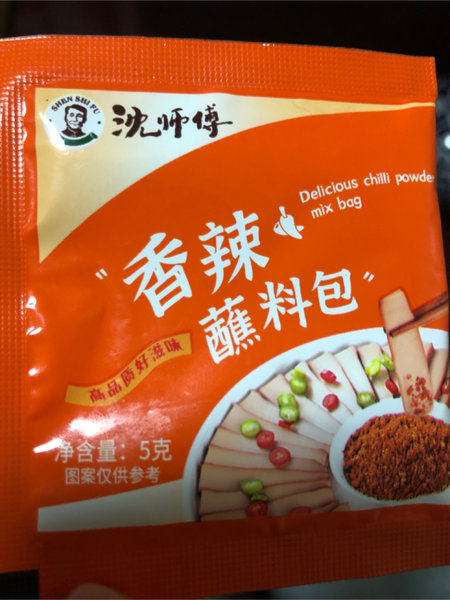 SHEN SHI FU
沈师傅
Delicious chilli powder
mix bag
“香辣
蘸料包”
高品质好滋味
净含量：5克
图案仅供参考